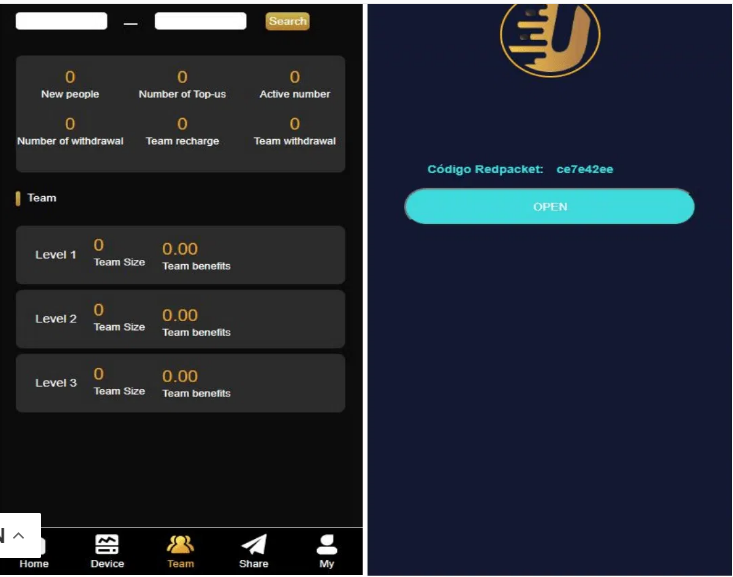 —
Search
0 0 0
New people Number of Top-us Active number
0 0 0
Number of withdrawal Team recharge Team withdrawal
Team
Level 1
0
Team Size
0.00
Team benefits
Level 2
0
Team Size
0.00
Team benefits
Level 3
0
Team Size
0.00
Team benefits
Home Device Team Share My
U
Código Redpacket: ce7e42ee
OPEN